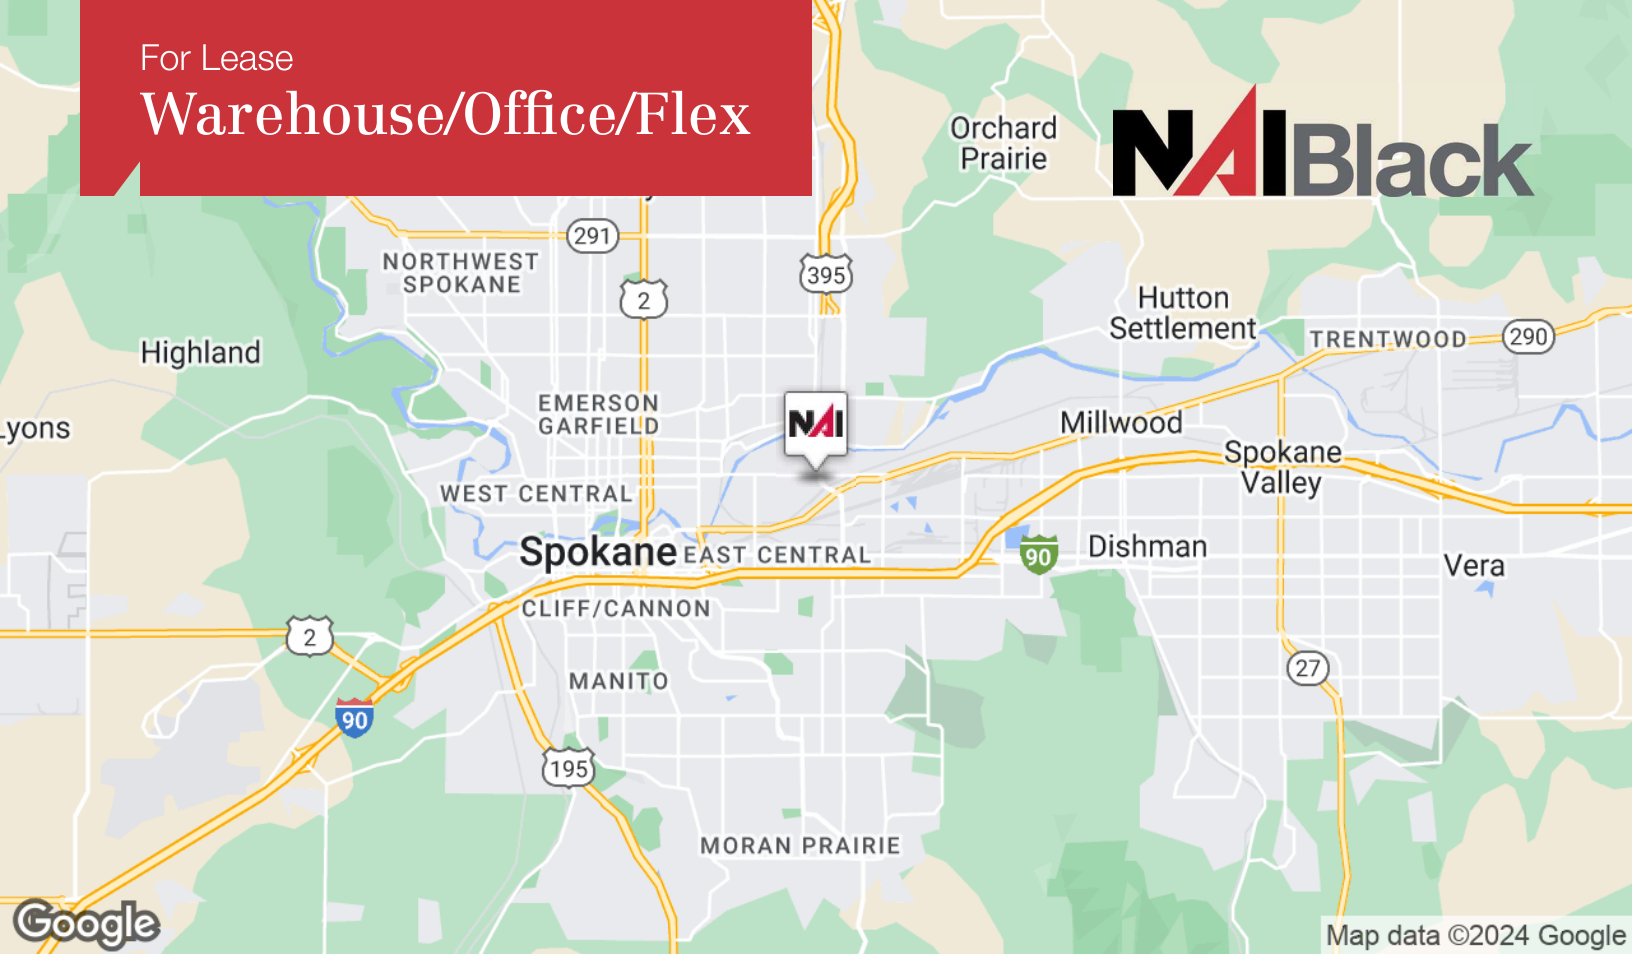 For Lease
Warehouse/Office/Flex
NAI Black
Orchard
Prairie
291
NORTHWEST
SPOKANE
395
2
Hutton
Settlement
TRENTWOOD
290
Highland
EMERSON
GARFIELD
NAI
Millwood
Lyons
Spokane
Valley
WEST CENTRAL
Spokane
EAST CENTRAL
90
Dishman
Vera
CLIFF/CANNON
2
27
MANITO
90
195
MORAN PRAIRIE
Google
Map data ©2024 Google